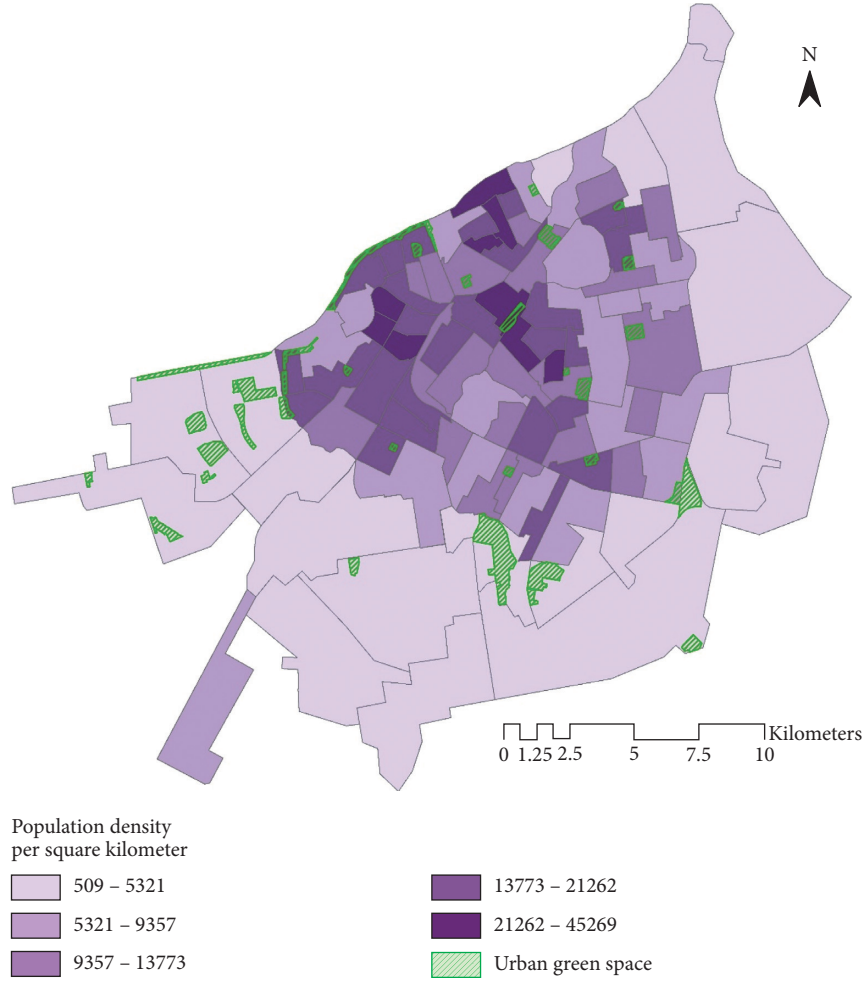 N
Kilometers
0 1.25 2.5 5 7.5 10
Population density
per square kilometer
509 – 5321
5321 – 9357
9357 – 13773
13773 – 21262
21262 – 45269
Urban green space